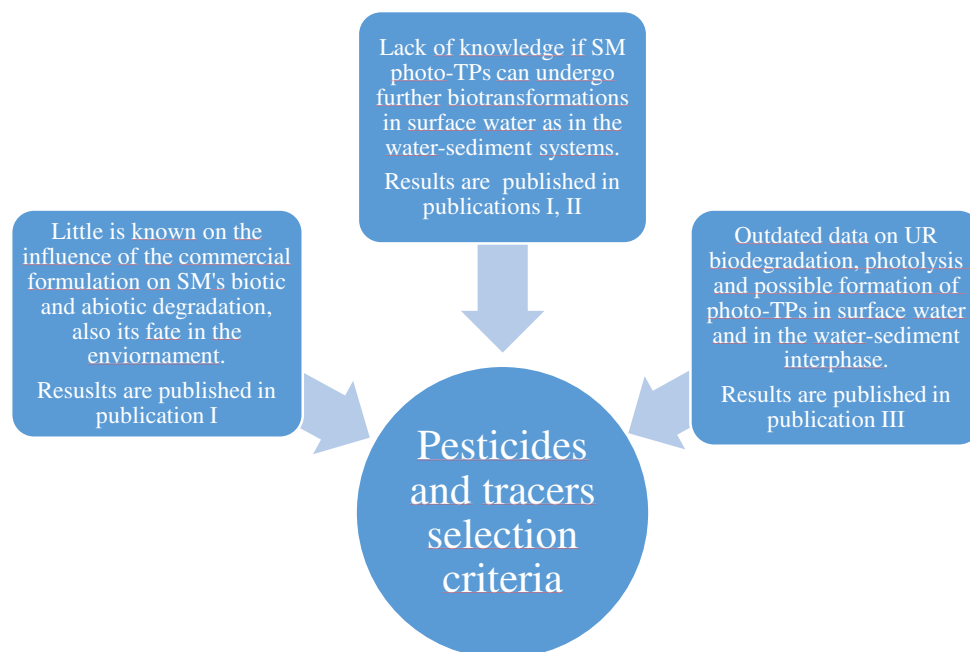 Lack of knowledge if SM
photo-TPs can undergo
further biotransformations
in surface water as in the
water-sediment systems.
Results are published in
publications I, II
Little is known on the
influence of the commercial
formulation on SM's biotic
and abiotic degradation,
also its fate in the
enviornament.
Resuslts are published in
publication I
Outdated data on UR
biodegradation, photolysis
and possible formation of
photo-TPs in surface water
and in the water-sediment
interphase.
Results are published in
publication III
Pesticides
and tracers
selection
criteria